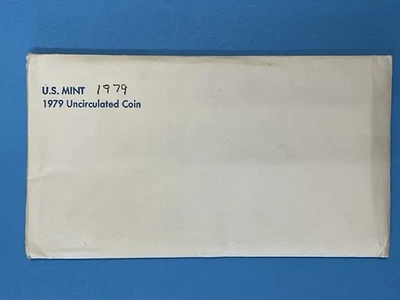 U.S. MINT 1979
1979 Uncirculated Coin